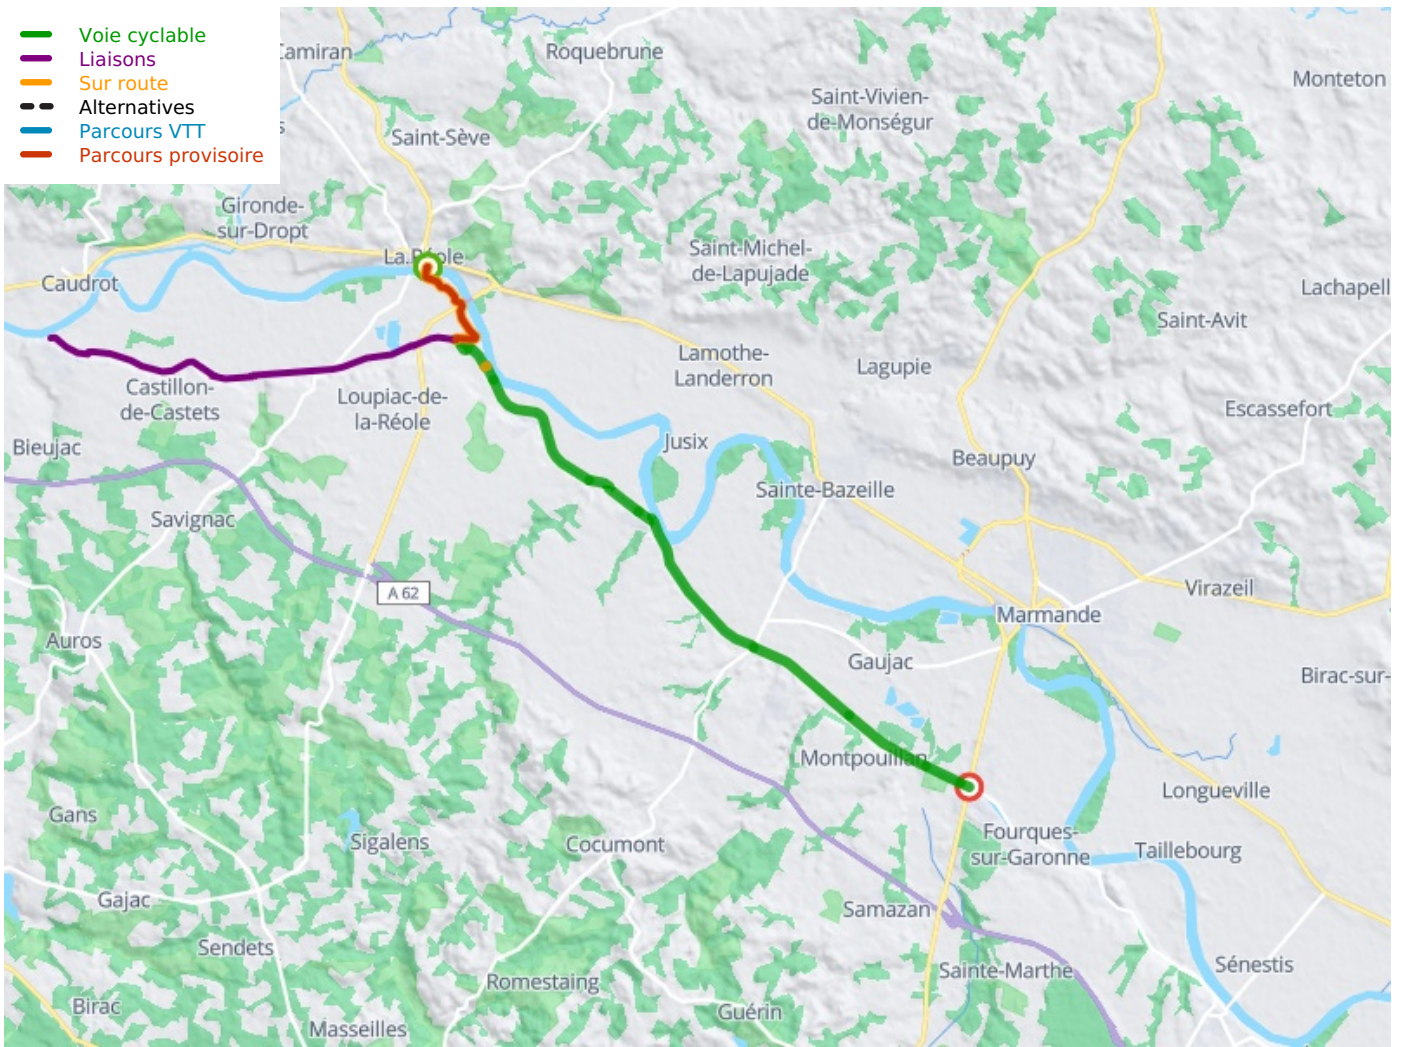 Voie cyclable
Liaisons
Sur route
Alternatives
Parcours VTT
Parcours provisoire
Camiran
Roquebrune
Monteton
Saint-Vivien-
de-Monségur
Saint-Sève
Gironde-
sur-Dropt
La Réole
Saint-Michel-
de-Lapujade
Caudrot
Lachapell
Saint-Avit
Lamothe-
Landerron
Lagupie
Castillon-
de-Castets
Loupiac-de-
la-Réole
Escassefort
Bieujac
Jusix
Beaupuy
Sainte-Bazeille
Savignac
A 62
Virazeil
Marmande
Auros
Gaujac
Birac-sur-
Montpouillan
Longueville
Gans
Sigalens
Cocumont
Fourques-
sur-Garonne
Taillebourg
Gajac
Samazan
Sendets
Sainte-Marthe
Sénestis
Romestaing
Birac
Guérin
Masseilles